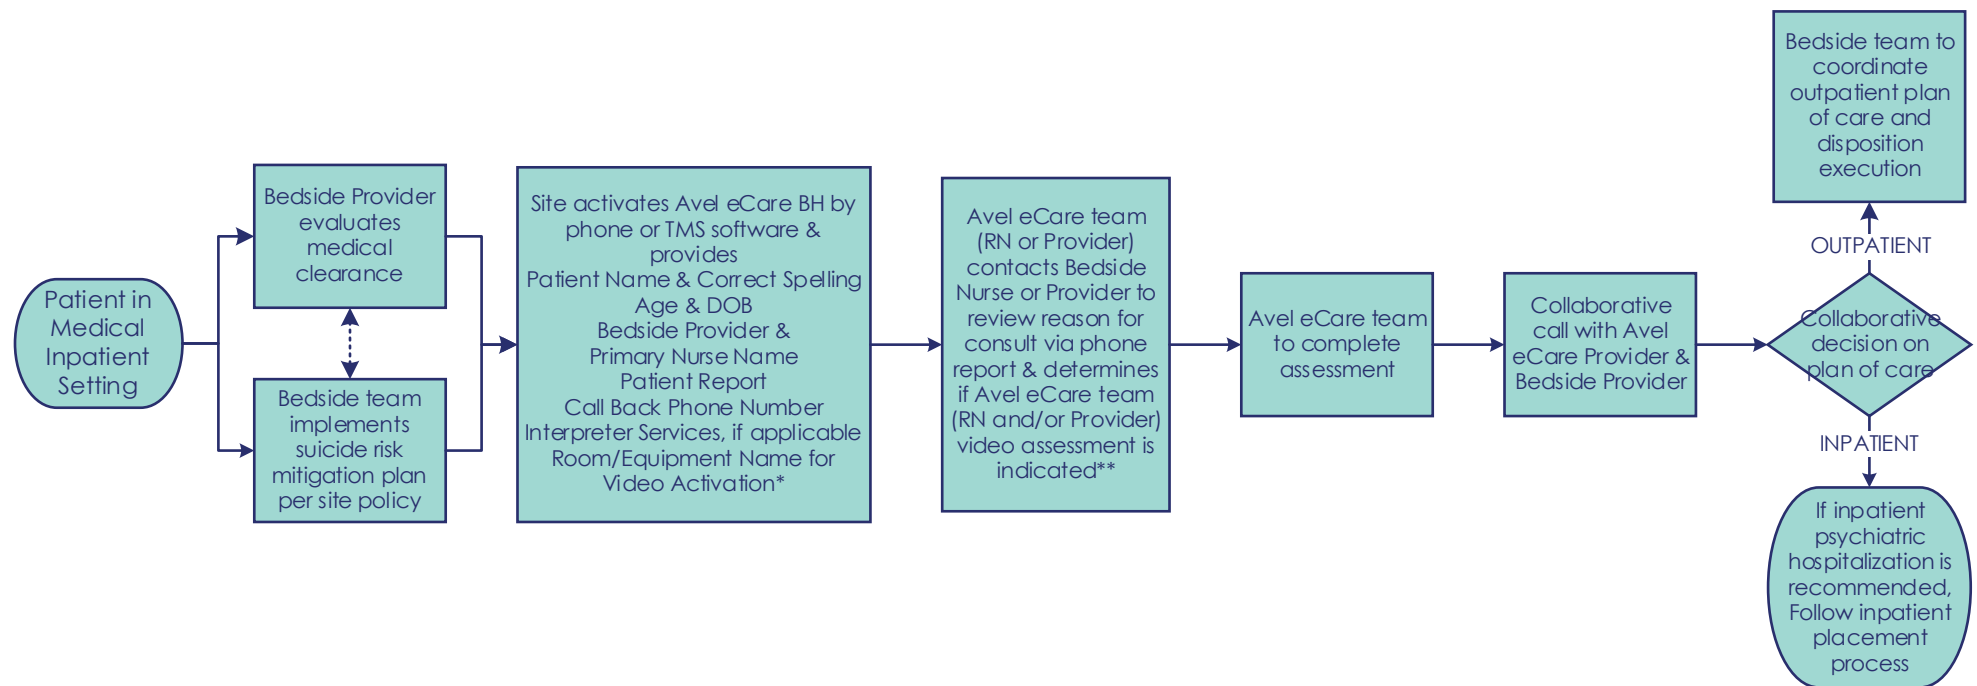 Patient in
Medical
Inpatient
Setting
Bedside Provider
evaluates
medical
clearance
Bedside team
implements
suicide risk
mitigation plan
per site policy
Site activates Avel eCare BH by
phone or TMS software &
provides
Patient Name & Correct Spelling
Age & DOB
Bedside Provider &
Primary Nurse Name
Patient Report
Call Back Phone Number
Interpreter Services, if applicable
Room/Equipment Name for
Video Activation*
Avel eCare team
(RN or Provider)
contacts Bedside
Nurse or Provider to
review reason for
consult via phone
report & determines
if Avel eCare team
(RN and/or Provider)
video assessment is
indicated**
Avel eCare team
to complete
assessment
Collaborative
call with Avel
eCare Provider &
Bedside Provider
Collaborative
decision on
plan of care
OUTPATIENT
Bedside team to
coordinate
outpatient plan
of care and
disposition
execution
INPATIENT
If inpatient
psychiatric
hospitalization is
recommended,
Follow inpatient
placement
process